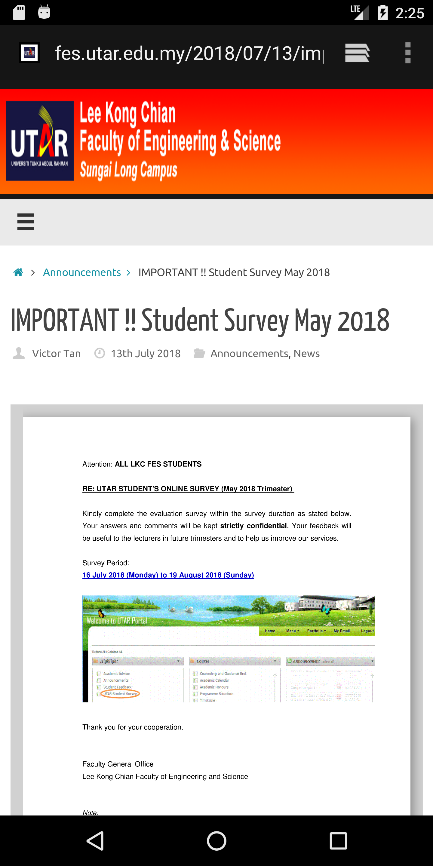 LTE 2:25
fes.utar.edu.my/2018/07/13/imp
UTAR
UNIVERSITI TUNKU ABDUL RAHMAN
Lee Kong Chian
Faculty of Engineering & Science
Sungai Long Campus
Announcements IMPORTANT !! Student Survey May 2018
IMPORTANT !! Student Survey May 2018
Victor Tan 13th July 2018 Announcements, News
Attention: ALL LKC FES STUDENTS
RE: UTAR STUDENT'S ONLINE SURVEY (May 2018 Trimester)
Kindly complete the evaluation survey within the survey duration as stated below.
Your answers and comments will be kept strictly confidential. Your feedback will
be useful to the lecturers in future trimesters and to help us improve our services.
Survey Period:
16 July 2018 (Monday) to 19 August 2018 (Sunday)
Welcome to UTAR Portal
Thank you for your cooperation.
Faculty General Office
Lee Kong Chian Faculty of Engineering and Science
Note: